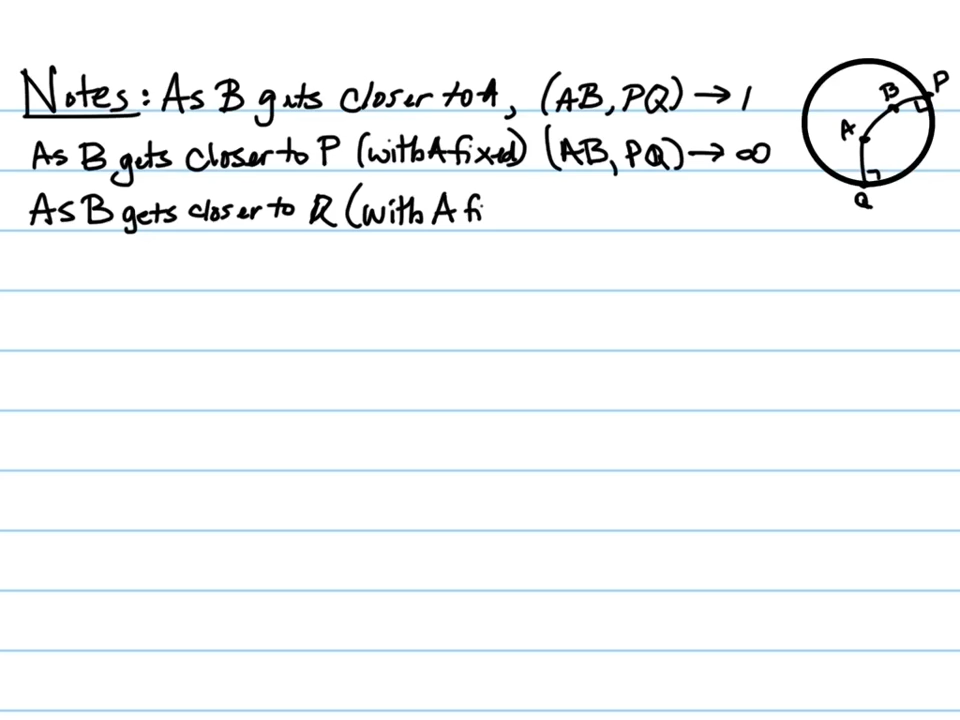 Notes: As B gets closer to A, (AB, PQ) → 1
As B gets closer to P (with A fixed) (AB, PQ) → ∞
As B gets closer to Q (with A fi
P
B
A
Q